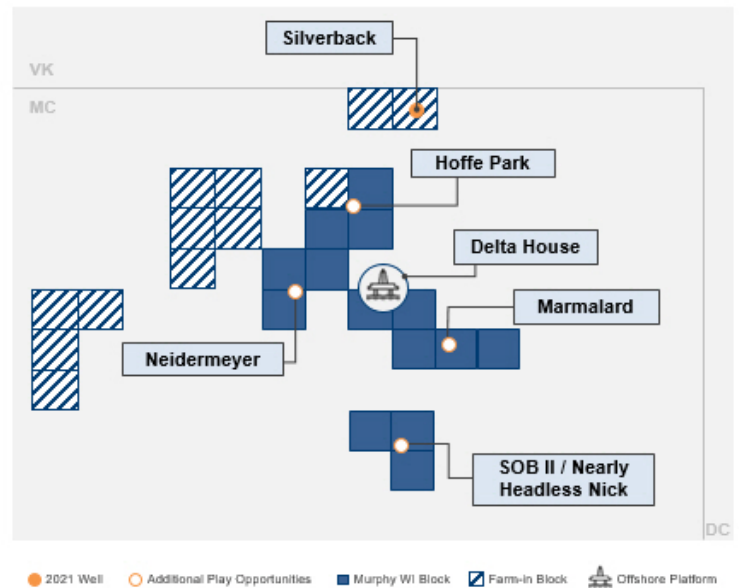 Silverback
VK
MC
Hoffe Park
Delta House
Marmalard
Neidermeyer
SOB II / Nearly
Headless Nick
DC
2021 Well
Additional Play Opportunities
Murphy WI Block
Farm-in Block
Offshore Platform